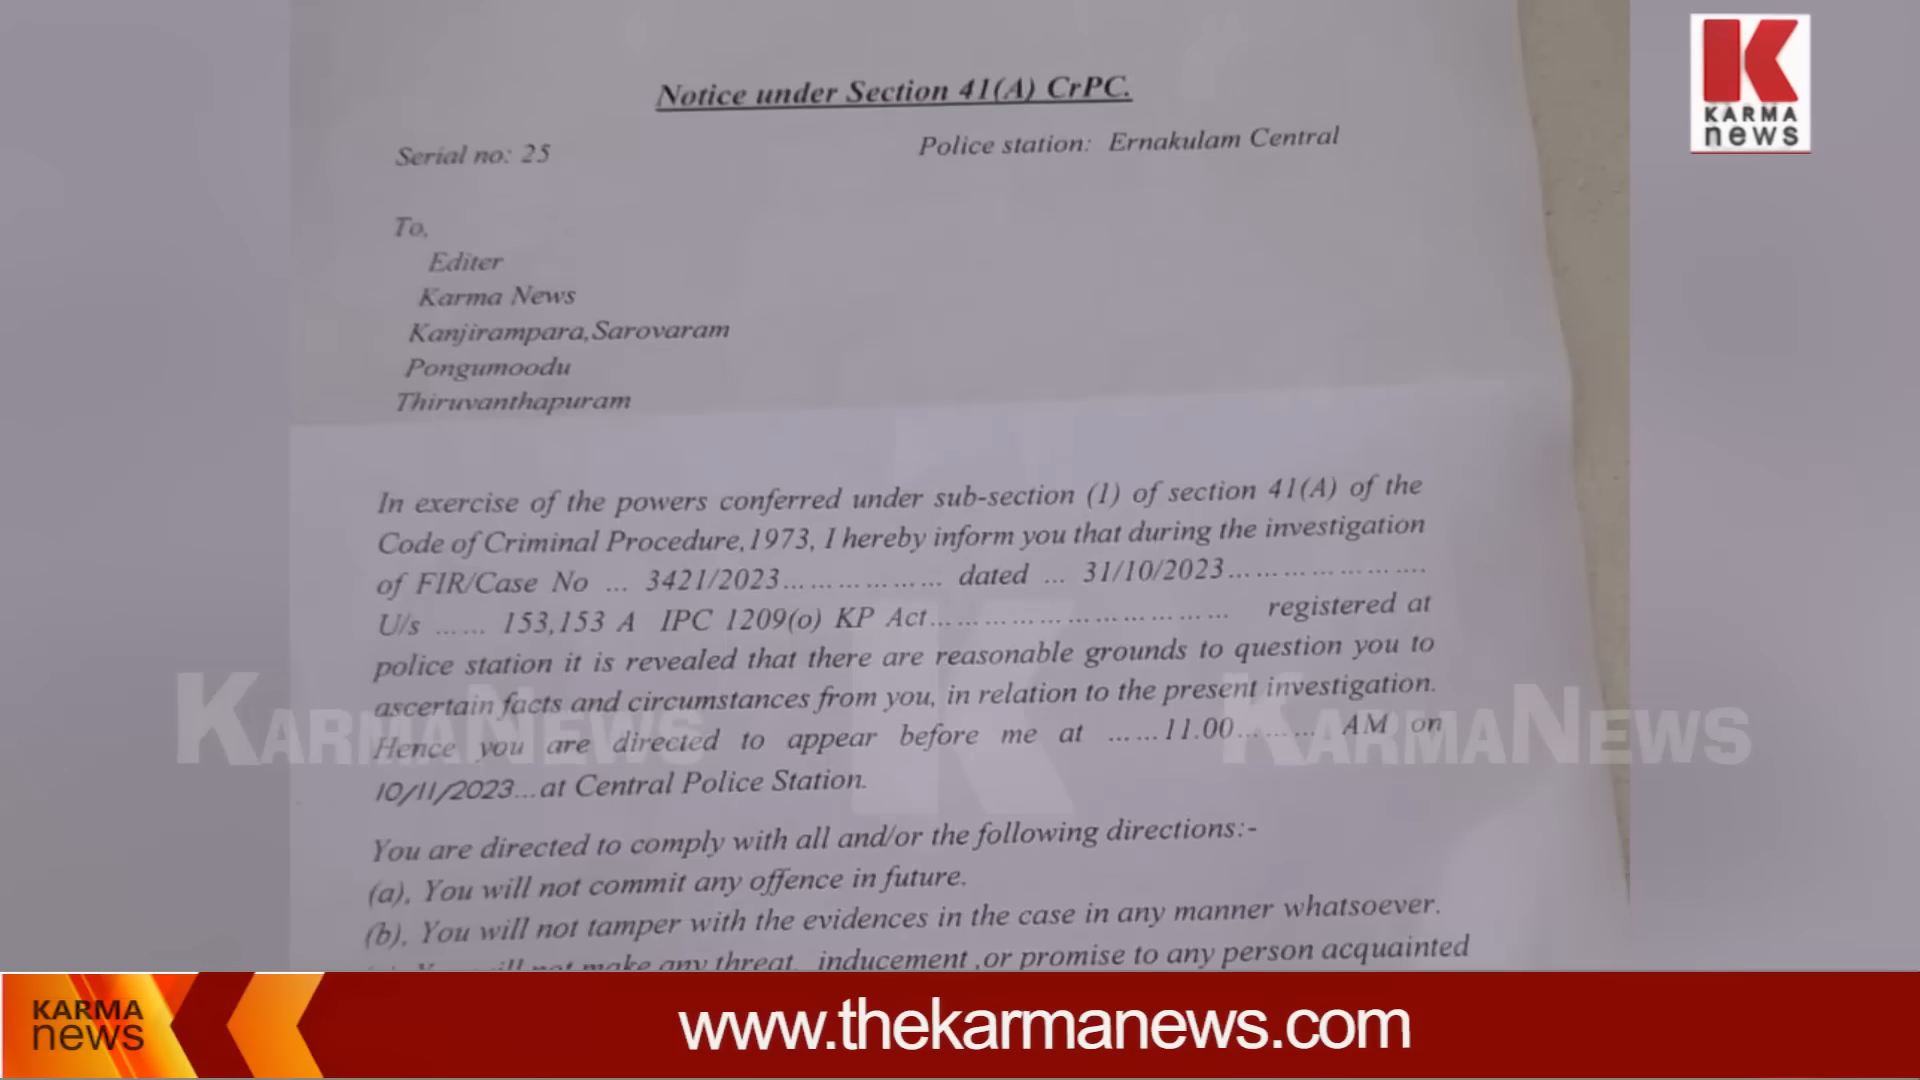 Notice under Section 41(A) CrPC.
Serial no: 25
Police station: Ernakulam Central
To,
Editer
Karma News
Kanjirampara,Sarovaram
Pongumoodu
Thiruvanthapuram
In exercise of the powers conferred under sub-section (1) of section 41(A) of the
Code of Criminal Procedure,1973, I hereby inform you that during the investigation
of FIR/Case No ... 3421/2023.................. dated ... 31/10/2023......................
U/s ...... 153,153 A IPC 1209(o) KP Act................................. registered at
police station it is revealed that there are reasonable grounds to question you to
ascertain facts and circumstances from you, in relation to the present investigation.
Hence you are directed to appear before me at ......11.00......... AM on
10/11/2023...at Central Police Station.
You are directed to comply with all and/or the following directions:-
(a), You will not commit any offence in future.
(b), You will not tamper with the evidences in the case in any manner whatsoever.
You will not make any threat, inducement ,or promise to any person acquainted
K
KARMA
news
KARMANEWS
K
KARMANEWS
KARMA
news
www.thekarmanews.com